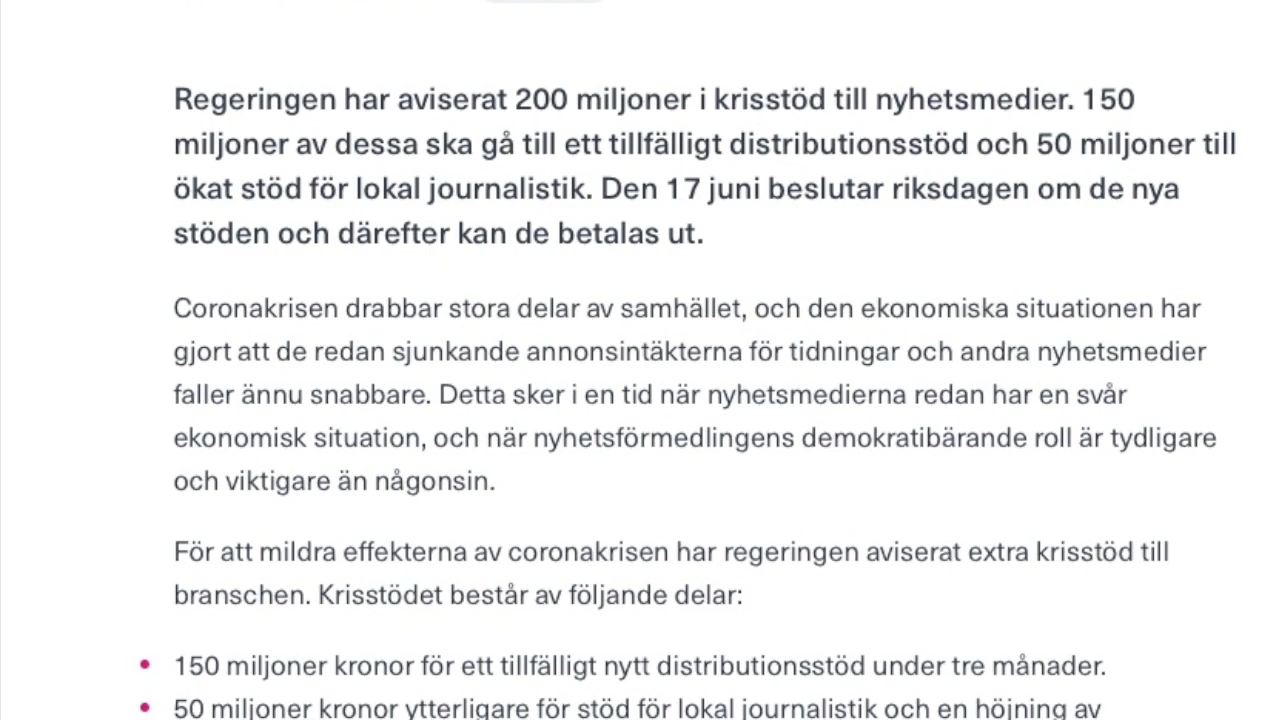 Regeringen har aviserat 200 miljoner i krisstöd till nyhetsmedier. 150
miljoner av dessa ska gå till ett tillfälligt distributionsstöd och 50 miljoner till
ökat stöd för lokal journalistik. Den 17 juni beslutar riksdagen om de nya
stöden och därefter kan de betalas ut.
Coronakrisen drabbar stora delar av samhället, och den ekonomiska situationen har
gjort att de redan sjunkande annonsintäkterna för tidningar och andra nyhetsmedier
faller ännu snabbare. Detta sker i en tid när nyhetsmedierna redan har en svår
ekonomisk situation, och när nyhetsförmedlingens demokratibärande roll är tydligare
och viktigare än någonsin.
För att mildra effekterna av coronakrisen har regeringen aviserat extra krisstöd till
branschen. Krisstödet består av följande delar:
• 150 miljoner kronor för ett tillfälligt nytt distributionsstöd under tre månader.
• 50 miljoner kronor ytterligare för stöd för lokal journalistik och en höjning av